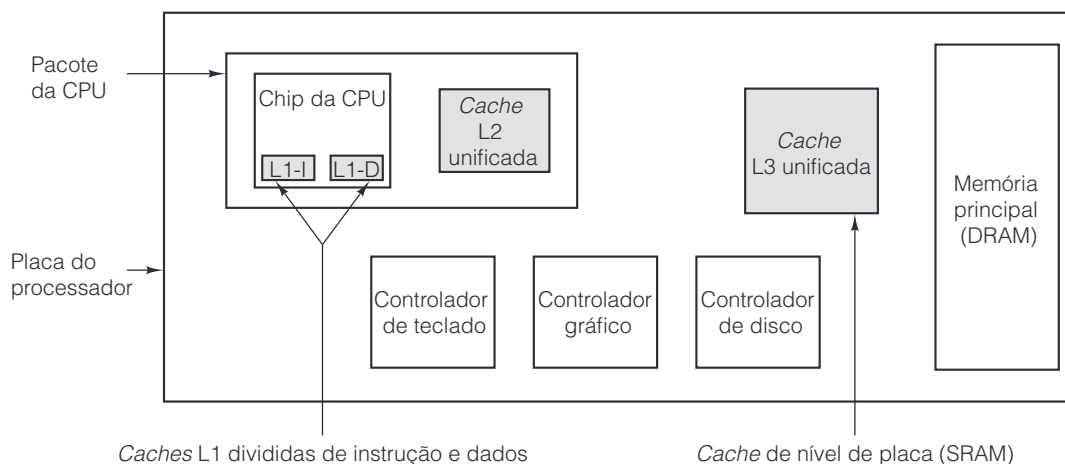 Pacote
da CPU
Chip da CPU
L1-I
L1-D
Cache
L2
unificada
Cache
L3 unificada
Memória
principal
(DRAM)
Placa do
processador
Controlador
de teclado
Controlador
gráfico
Controlador
de disco
Caches L1 divididas de instrução e dados
Cache de nível de placa (SRAM)